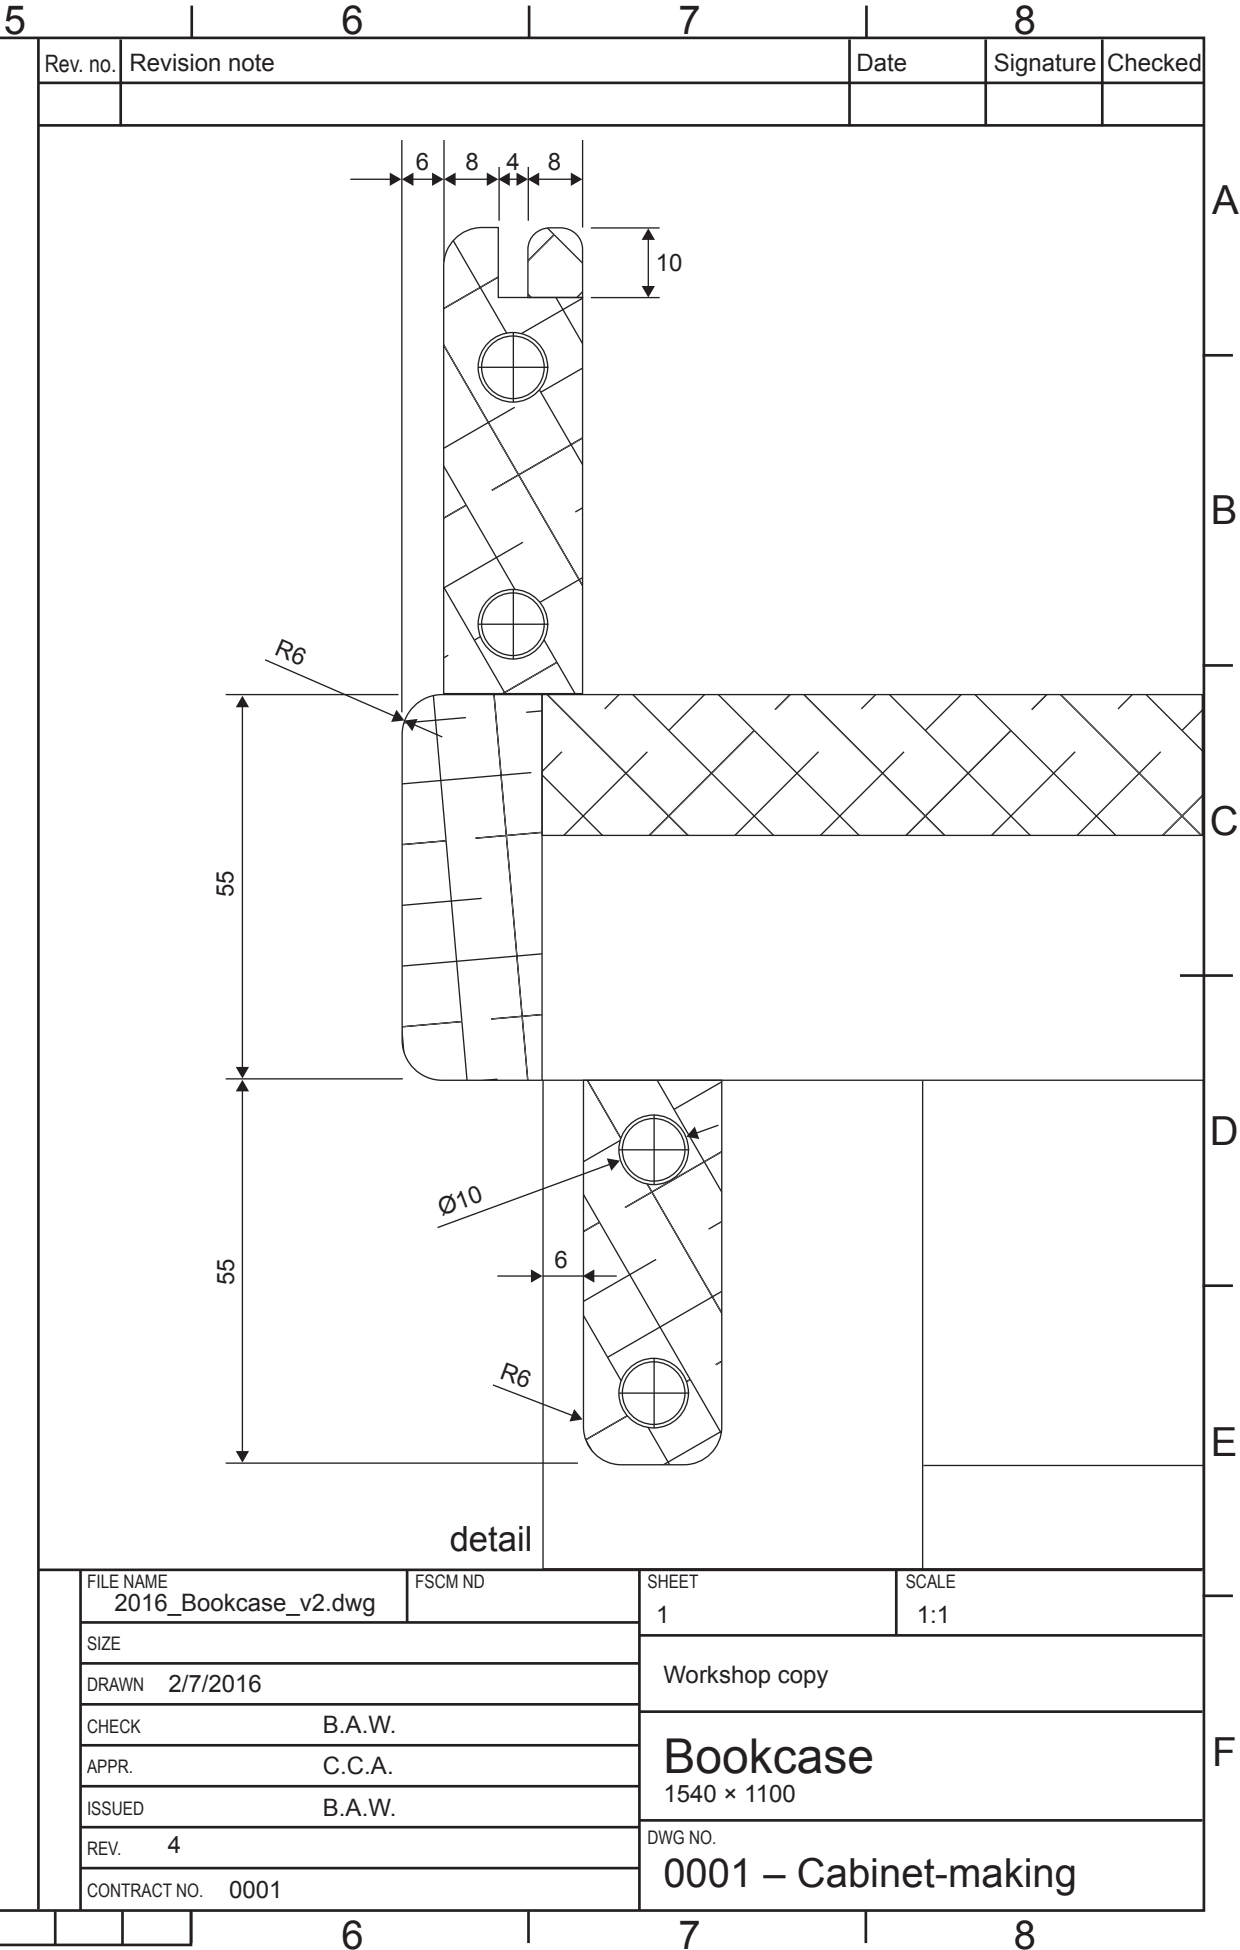 5 6 7 8
Rev. no. Revision note Date Signature Checked
6 8 4 8
A
10
B
R6
C
55
D
Ø10
6
55
R6
E
detail
FILE NAME
2016_Bookcase_v2.dwg
FSCM ND
SHEET
1
SCALE
1:1
SIZE
DRAWN 2/7/2016
Workshop copy
CHECK B.A.W.
APPR. C.C.A.
Bookcase
1540 × 1100
F
ISSUED B.A.W.
REV. 4
DWG NO.
0001 – Cabinet-making
CONTRACT NO. 0001
6 7 8